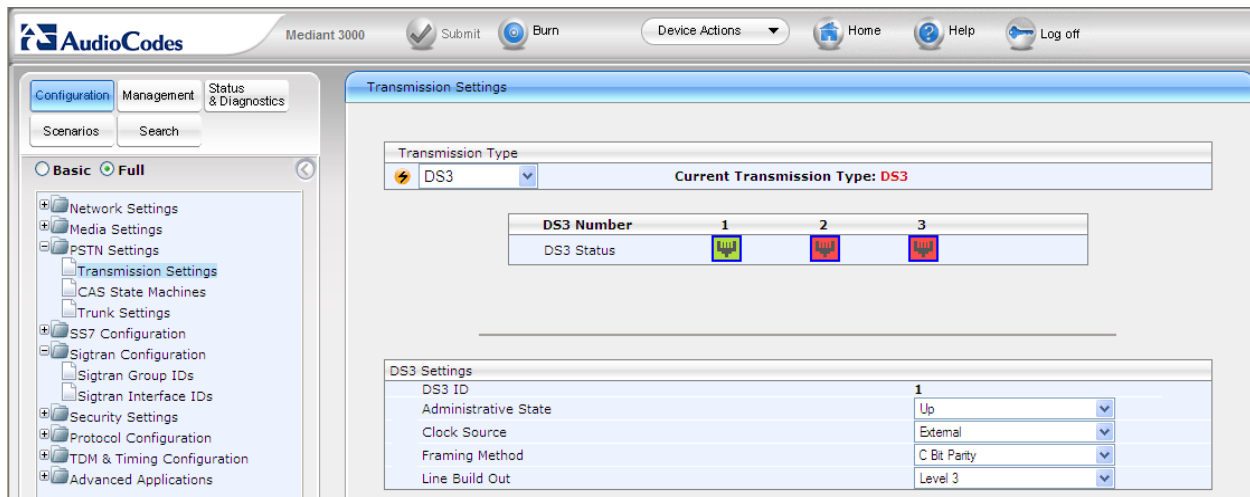 AudioCodes
Mediant 3000
Submit
Burn
Device Actions
Home
Help
Log off
Configuration
Management
Status
& Diagnostics
Scenarios
Search
Basic
Full
Network Settings
Media Settings
PSTN Settings
Transmission Settings
CAS State Machines
Trunk Settings
SS7 Configuration
Sigtran Configuration
Sigtran Group IDs
Sigtran Interface IDs
Security Settings
Protocol Configuration
TDM & Timing Configuration
Advanced Applications
Transmission Settings
Transmission Type
DS3 Current Transmission Type: DS3
DS3 Number 1 2 3
DS3 Status
DS3 Settings
DS3 ID 1
Administrative State Up
Clock Source External
Framing Method C Bit Parity
Line Build Out Level 3